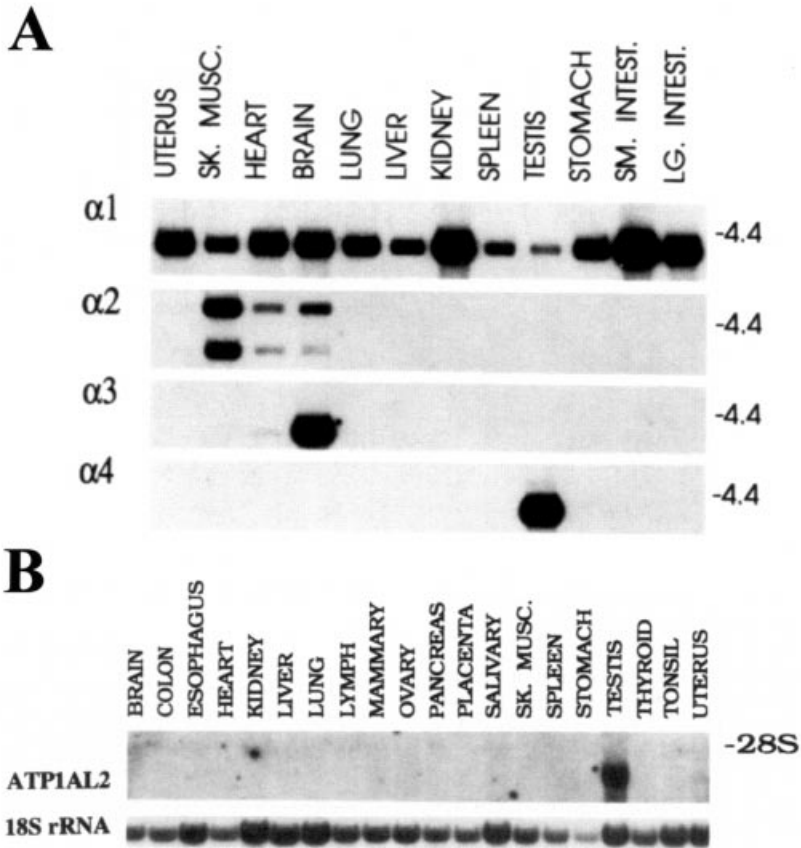 A
UTERUS
SK. MUSC.
HEART
BRAIN
LUNG
LIVER
KIDNEY
SPLEEN
TESTIS
STOMACH
SM. INTEST.
LG. INTEST.
α1
-4.4
α2
-4.4
α3
-4.4
α4
-4.4
B
BRAIN
COLON
ESOPHAGUS
HEART
KIDNEY
LIVER
LUNG
LYMPH
MAMMARY
OVARY
PANCREAS
PLACENTA
SALIVARY
SK. MUSC.
SPLEEN
STOMACH
TESTIS
THYROID
TONSIL
UTERUS
-28S
ATP1AL2
18S rRNA